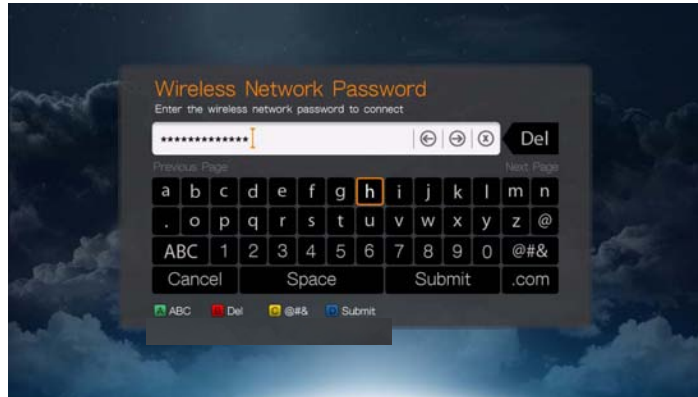 Wireless Network Password
Enter the wireless network password to connect
************* Del
Previous Page Next Page
a b c d e f g h i j k l m n
. o p q r s t u v w x y z @
ABC 1 2 3 4 5 6 7 8 9 0 @#&
Cancel Space Submit .com
A ABC B Del C @#& D Submit